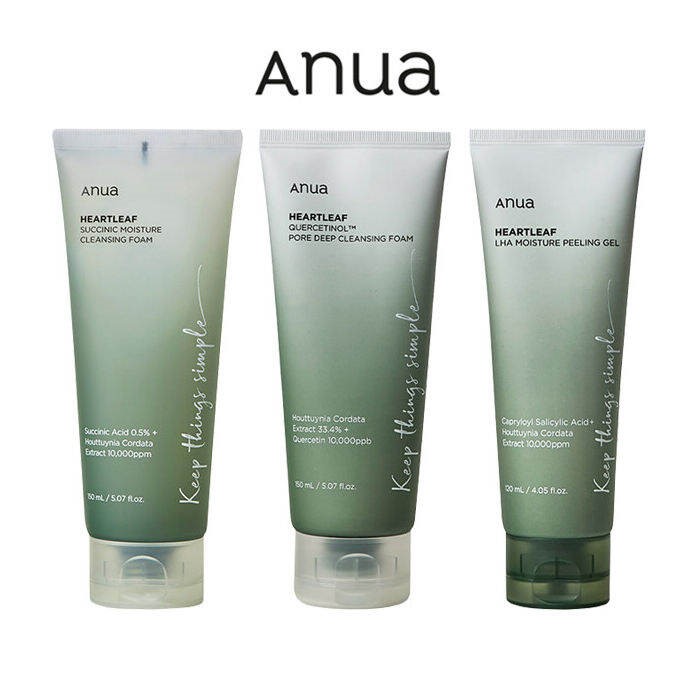 Anua
Anua
HEARTLEAF
SUCCINIC MOISTURE
CLEANSING FOAM
Keep things simple
Succinic Acid 0.5% +
Houttuynia Cordata
Extract 10,000ppm
150 mL / 5.07 fl.oz.
Anua
HEARTLEAF
QUERCETINOL™
PORE DEEP CLEANSING FOAM
Keep things simple
Houttuynia Cordata
Extract 33.4% +
Quercetin 10,000ppb
150 mL / 5.07 fl.oz.
Anua
HEARTLEAF
LHA MOISTURE PEELING GEL
Keep things simple
Capryloyl Salicylic Acid+
Houttuynia Cordata
Extract 10,000ppm
120 mL / 4.05 fl.oz.